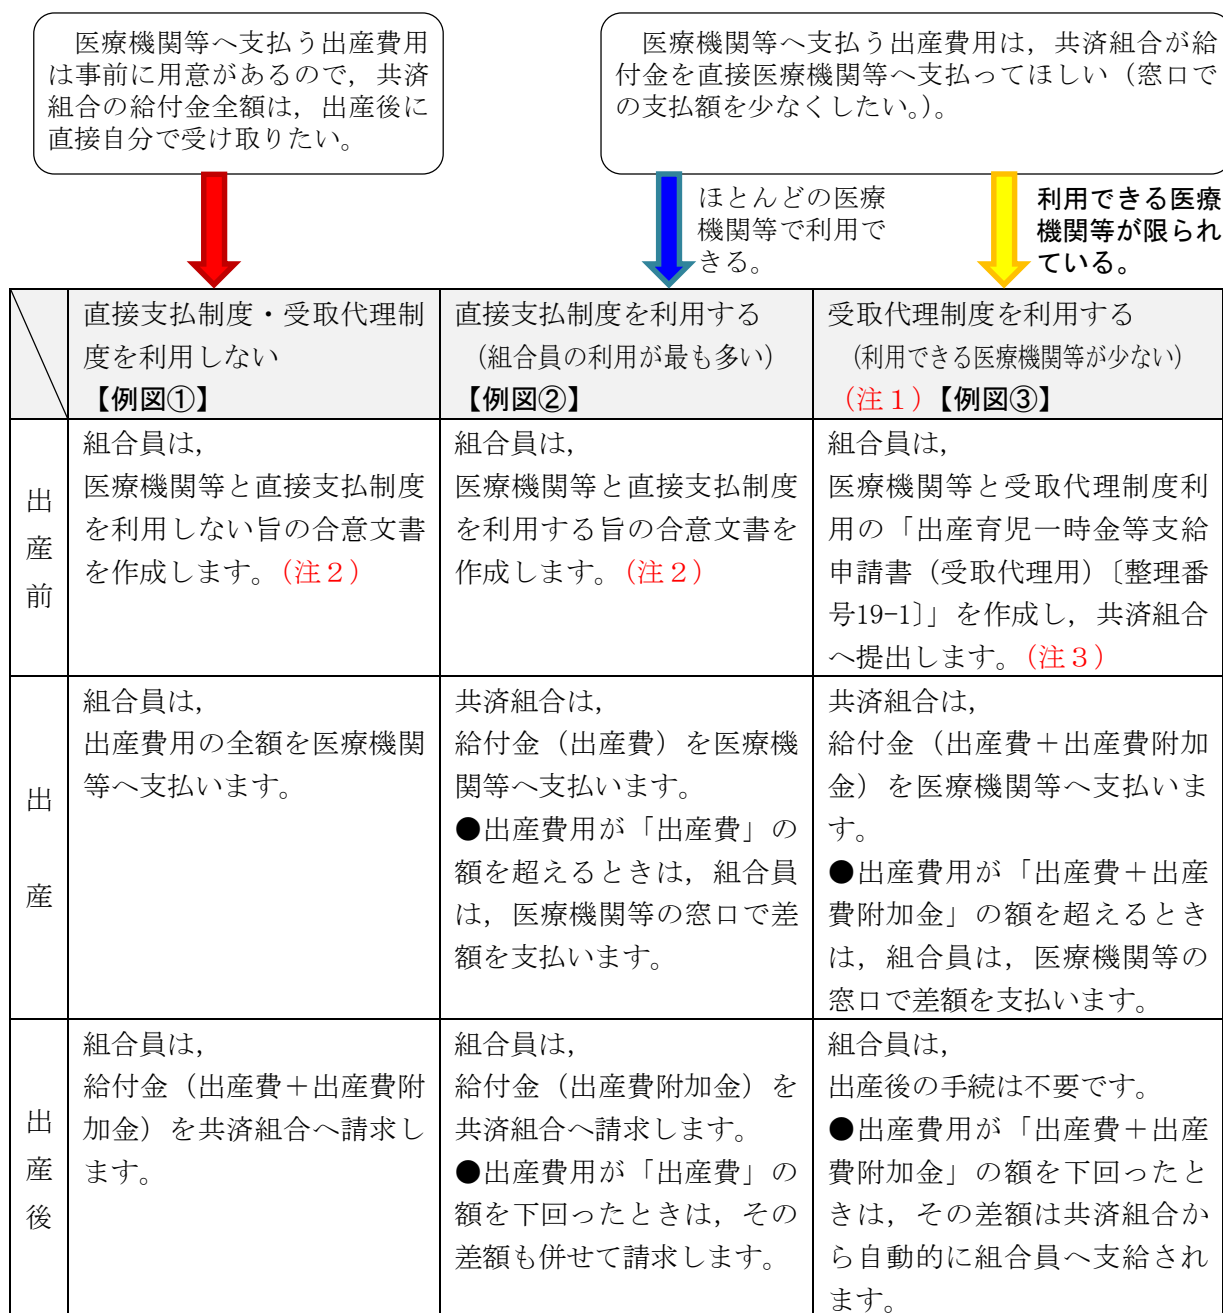 医療機関等へ支払う出産費用
は事前に用意があるので，共済
組合の給付金全額は，出産後に
直接自分で受け取りたい。
医療機関等へ支払う出産費用は，共済組合が給
付金を直接医療機関等へ支払ってほしい（窓口で
の支払額を少なくしたい。）。
ほとんどの医療
機関等で利用で
きる。
利用できる医療
機関等が限られ
ている。
直接支払制度・受取代理制
度を利用しない
【例図①】
直接支払制度を利用する
（組合員の利用が最も多い）
【例図②】
受取代理制度を利用する
（利用できる医療機関等が少ない）
（注１）【例図③】
出
産
前
組合員は，
医療機関等と直接支払制度
を利用しない旨の合意文書
を作成します。（注２）
組合員は，
医療機関等と直接支払制度
を利用する旨の合意文書を
作成します。（注２）
組合員は，
医療機関等と受取代理制度利
用の「出産育児一時金等支給
申請書（受取代理用）〔整理番
号19-1〕」を作成し，共済組合
へ提出します。（注３）
出
産
組合員は，
出産費用の全額を医療機関
等へ支払います。
共済組合は，
給付金（出産費）を医療機
関等へ支払います。
●出産費用が「出産費」の
額を超えるときは，組合員
は，医療機関等の窓口で差
額を支払います。
共済組合は，
給付金（出産費＋出産費附加
金）を医療機関等へ支払いま
す。
●出産費用が「出産費＋出産
費附加金」の額を超えるとき
は，組合員は，医療機関等の
窓口で差額を支払います。
出
産
後
組合員は，
給付金（出産費＋出産費附
加金）を共済組合へ請求し
ます。
組合員は，
給付金（出産費附加金）を
共済組合へ請求します。
●出産費用が「出産費」の
額を下回ったときは，その
差額も併せて請求します。
組合員は，
出産後の手続は不要です。
●出産費用が「出産費＋出産
費附加金」の額を下回ったと
きは，その差額は共済組合か
ら自動的に組合員へ支給され
ます。